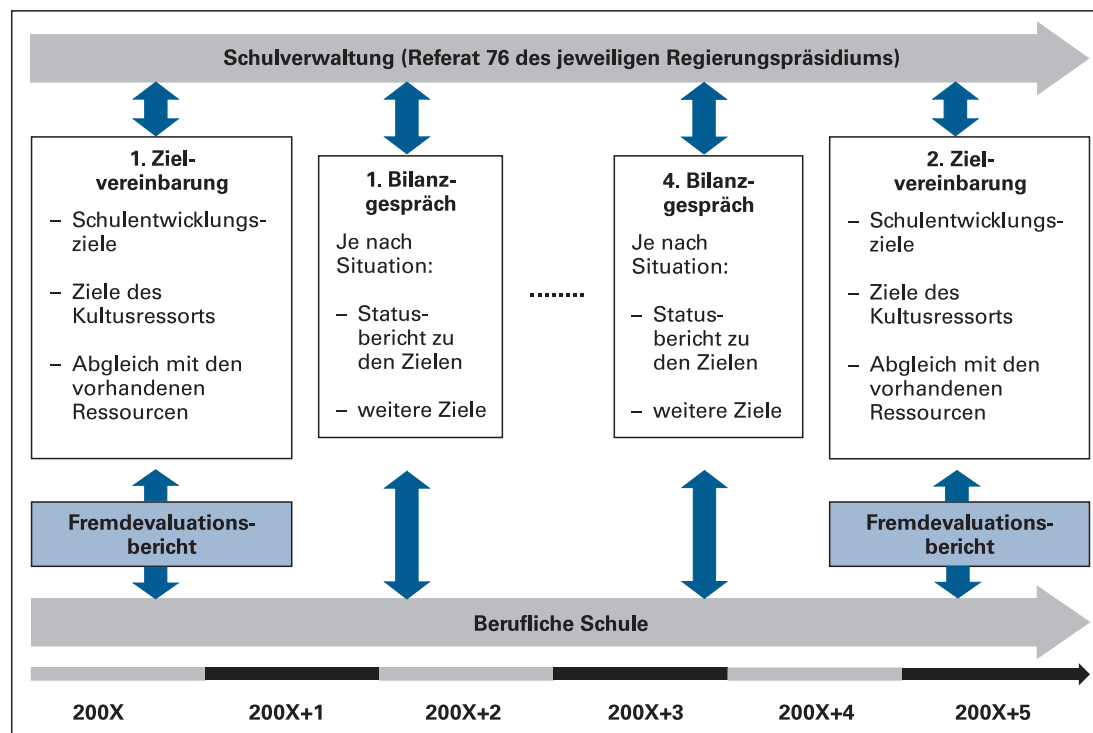 Schulverwaltung (Referat 76 des jeweiligen Regierungspräsidiums)
1. Ziel-
vereinbarung
– Schulentwicklungs-
ziele
– Ziele des
Kultusressorts
– Abgleich mit den
vorhandenen
Ressourcen
1. Bilanz-
gespräch
Je nach
Situation:
– Status-
bericht zu
den Zielen
– weitere Ziele
.........
4. Bilanz-
gespräch
Je nach
Situation:
– Status-
bericht zu
den Zielen
– weitere Ziele
2. Ziel-
vereinbarung
– Schulentwicklungs-
ziele
– Ziele des
Kultusressorts
– Abgleich mit den
vorhandenen
Ressourcen
Fremdevaluations-
bericht
Fremdevaluations-
bericht
Berufliche Schule
200X 200X+1 200X+2 200X+3 200X+4 200X+5